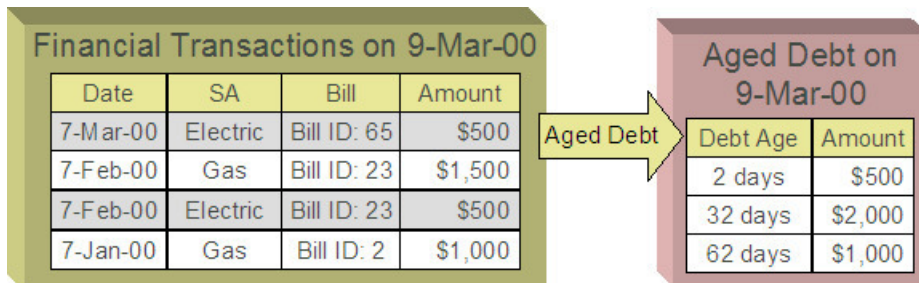 Financial Transactions on 9-Mar-00
Date SA Bill Amount
7-Mar-00 Electric Bill ID: 65 $500
7-Feb-00 Gas Bill ID: 23 $1,500
7-Feb-00 Electric Bill ID: 23 $500
7-Jan-00 Gas Bill ID: 2 $1,000
Aged Debt
Aged Debt on
9-Mar-00
Debt Age Amount
2 days $500
32 days $2,000
62 days $1,000